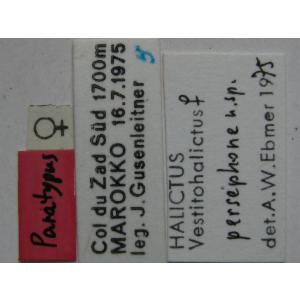 Paratypus
♀
Col du Zad Süd 1700m
MAROKKO 16.7.1975
leg. J. Gusenleitner
HALICTUS
Vestitohalictus ♀
persephone n.sp.
det. A.W. Ebmer 1975